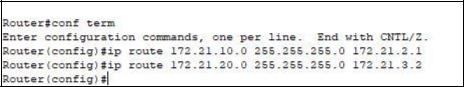 Router#conf term
Enter configuration commands, one per line.  End with CNTL/Z.
Router(config)#ip route 172.21.10.0 255.255.255.0 172.21.2.1
Router(config)#ip route 172.21.20.0 255.255.255.0 172.21.3.2
Router(config)#